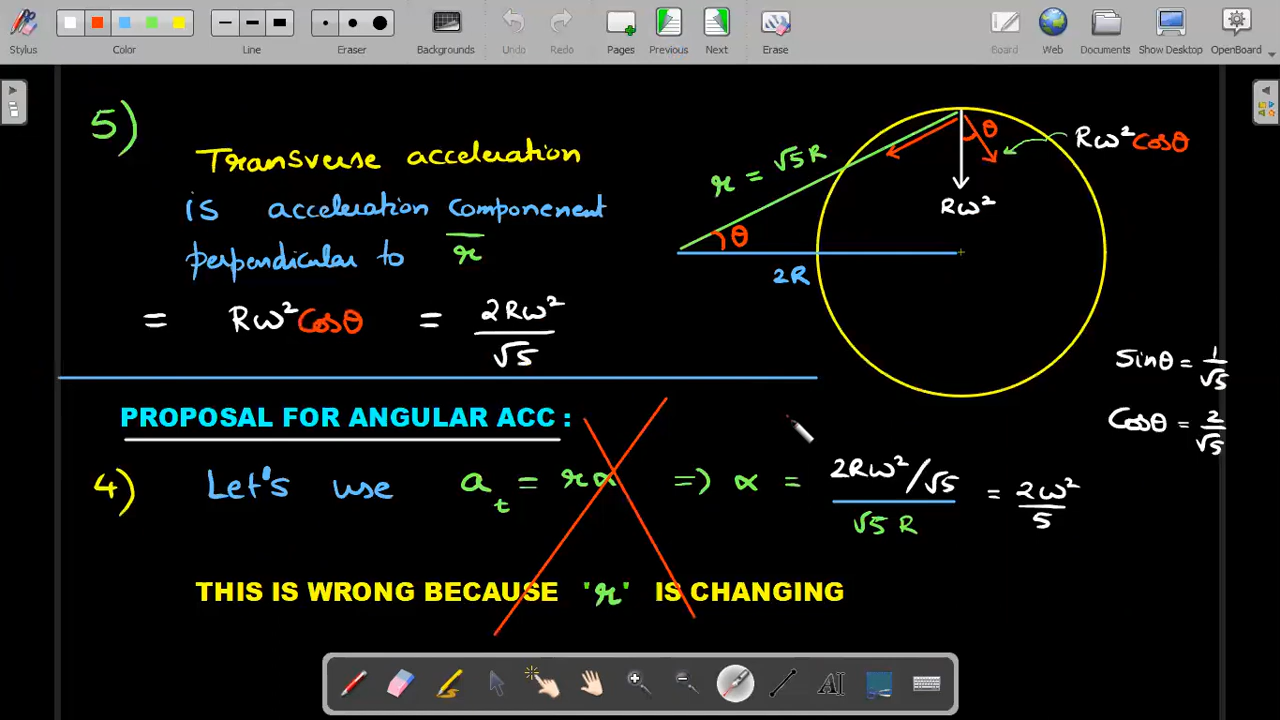 Stylus
Color
Line
Eraser
Backgrounds
Undo
Redo
Pages
Previous
Next
Erase
Board
Web
Documents
Show Desktop
OpenBoard
5)
Transverse acceleration
is acceleration componenent
perpendicular to r̅
= Rω²Cosθ = 2Rω²/√5
r = √5 R
θ
2R
Rω²
θ
Rω²cosθ
Sinθ = 1/√5
Cosθ = 2/√5
PROPOSAL FOR ANGULAR ACC :
4) Let's use a_t = rα => α = (2Rω²/√5)/(√5 R) = 2ω²/5
THIS IS WRONG BECAUSE 'r' IS CHANGING